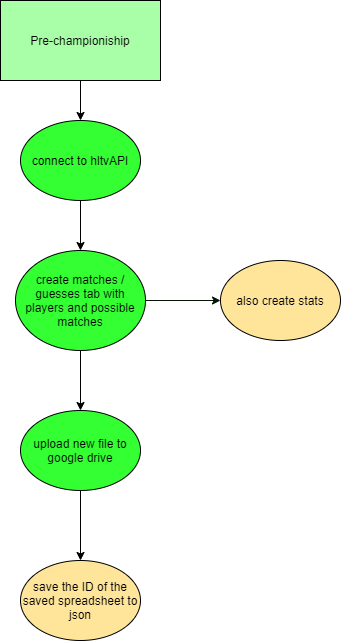 Pre-championiship
connect to hltvAPI
create matches /
guesses tab with
players and possible
matches
also create stats
upload new file to
google drive
save the ID of the
saved spreadsheet to
json